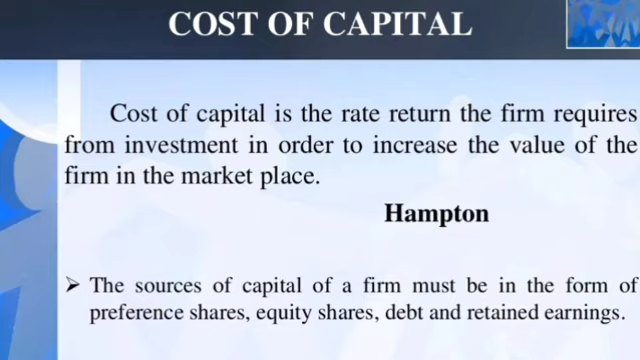 COST OF CAPITAL
Cost of capital is the rate return the firm requires
from investment in order to increase the value of the
firm in the market place.
Hampton
➢ The sources of capital of a firm must be in the form of
preference shares, equity shares, debt and retained earnings.